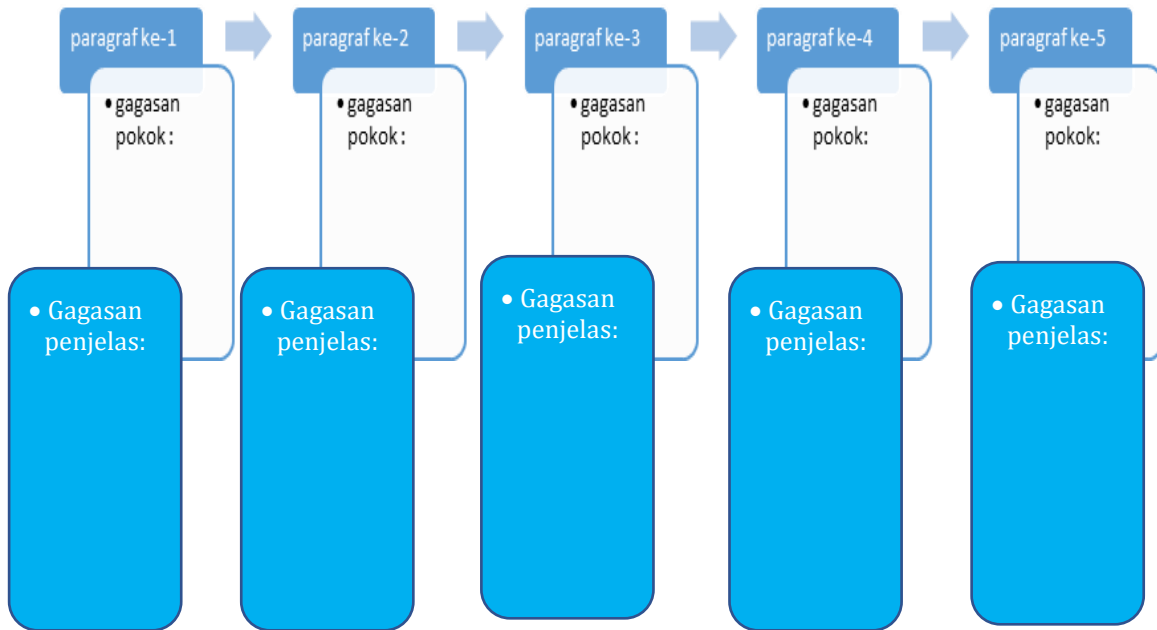 paragraf ke-1
• gagasan
pokok :
• Gagasan
penjelas:
paragraf ke-2
• gagasan
pokok :
• Gagasan
penjelas:
paragraf ke-3
• gagasan
pokok :
• Gagasan
penjelas:
paragraf ke-4
• gagasan
pokok:
• Gagasan
penjelas:
paragraf ke-5
• gagasan
pokok:
• Gagasan
penjelas: